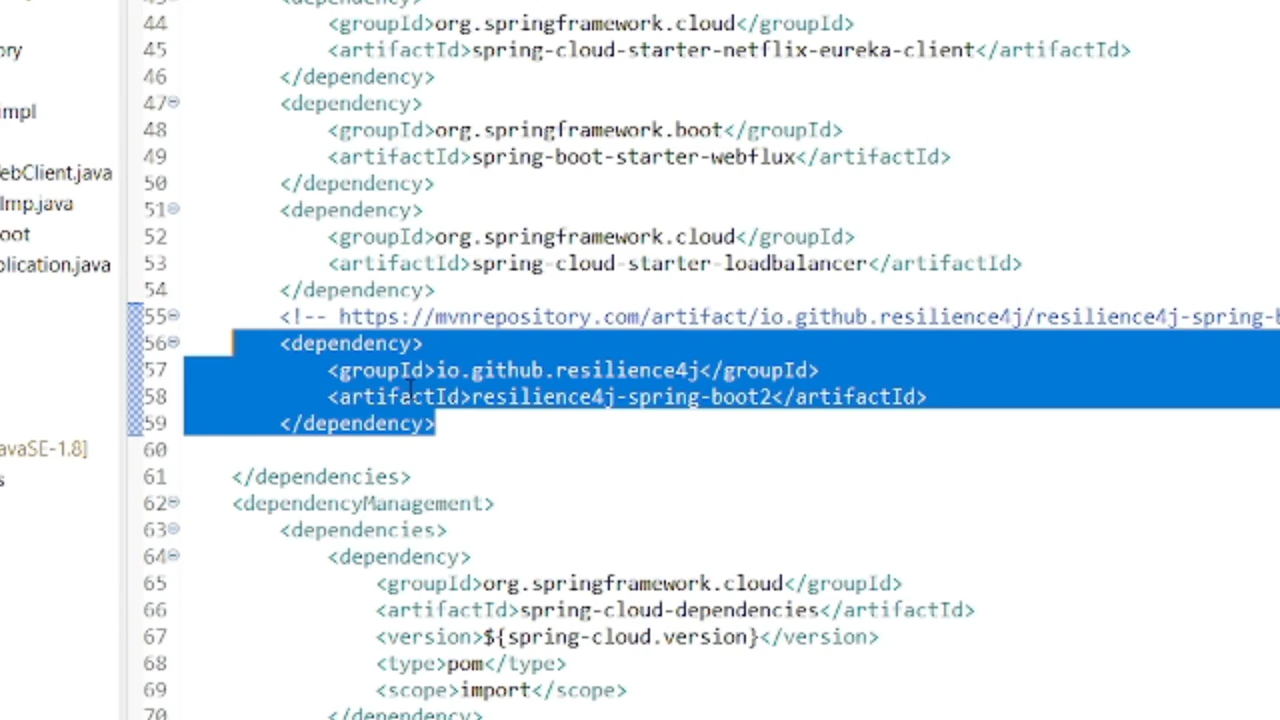 <dependency>
44 <groupId>org.springframework.cloud</groupId>
45 <artifactId>spring-cloud-starter-netflix-eureka-client</artifactId>
ory
46 </dependency>
47 <dependency>
impl
48 <groupId>org.springframework.boot</groupId>
49 <artifactId>spring-boot-starter-webflux</artifactId>
ebClient.java
50 </dependency>
Imp.java
51 <dependency>
oot
52 <groupId>org.springframework.cloud</groupId>
plication.java
53 <artifactId>spring-cloud-starter-loadbalancer</artifactId>
54 </dependency>
55 <!-- https://mvnrepository.com/artifact/io.github.resilience4j/resilience4j-spring-b
56 <dependency>
57 <groupId>io.github.resilience4j</groupId>
58 <artifactId>resilience4j-spring-boot2</artifactId>
59 </dependency>
avaSE-1.8]
60
s
61 </dependencies>
62 <dependencyManagement>
63 <dependencies>
64 <dependency>
65 <groupId>org.springframework.cloud</groupId>
66 <artifactId>spring-cloud-dependencies</artifactId>
67 <version>${spring-cloud.version}</version>
68 <type>pom</type>
69 <scope>import</scope>
70 </dependency>